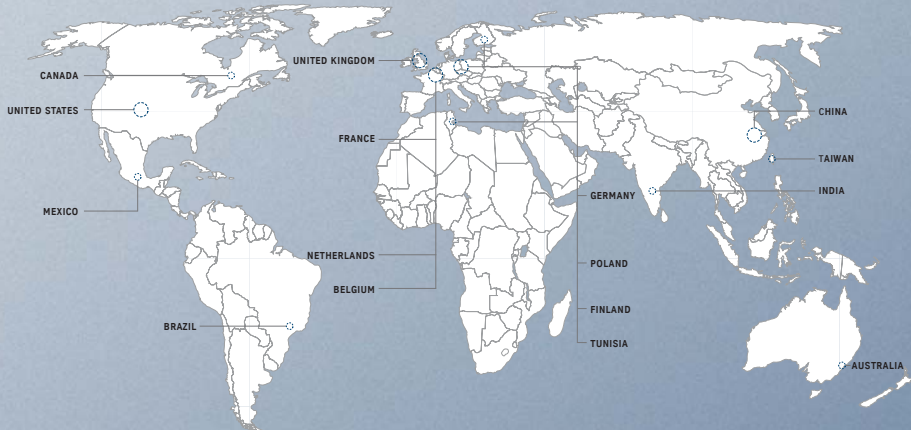 CANADA
UNITED STATES
MEXICO
BRAZIL
UNITED KINGDOM
FRANCE
NETHERLANDS
BELGIUM
GERMANY
POLAND
FINLAND
TUNISIA
CHINA
TAIWAN
INDIA
AUSTRALIA